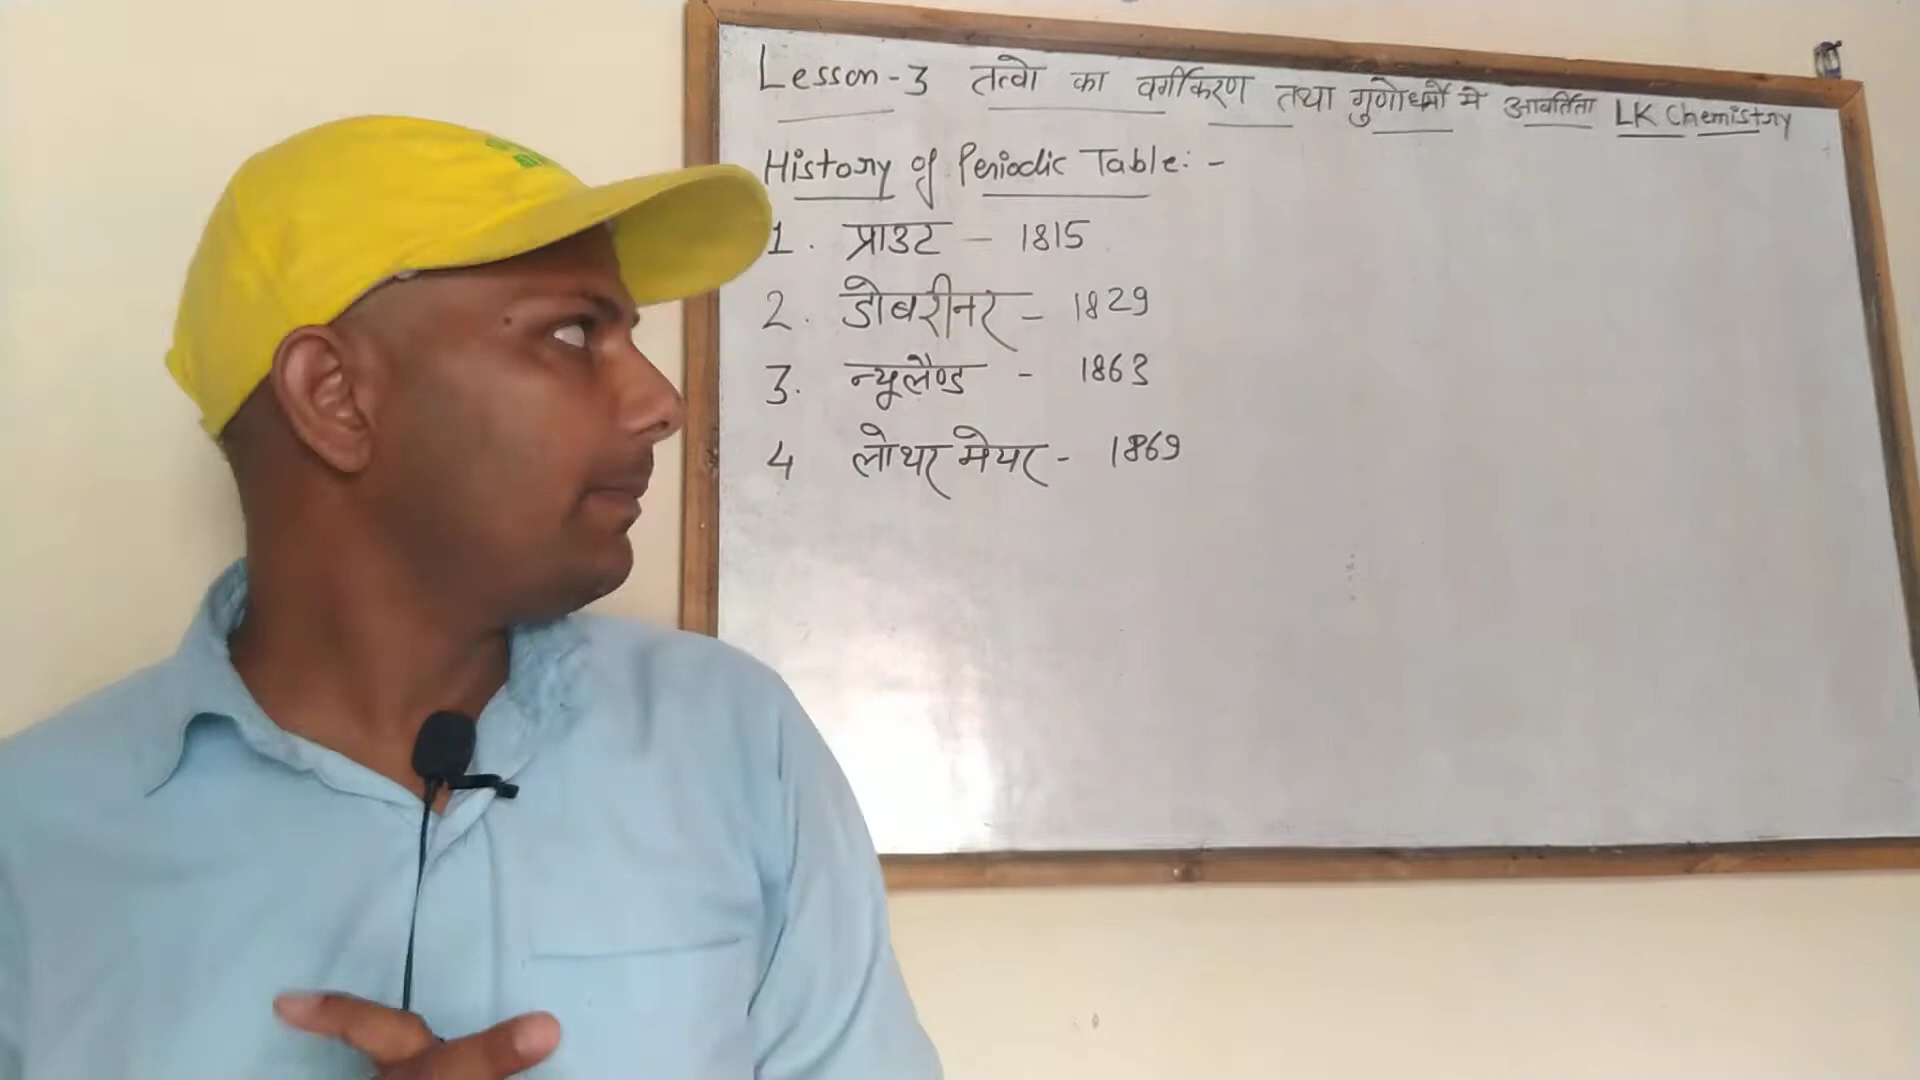 Lesson-3 तत्वो का वर्गीकरण तथा गुणोधर्मो मे आवर्तिता LK Chemistry
History of Periodic Table:-
1. प्राउट - 1815
2. डोबरीनर - 1829
3. न्यूलैण्ड - 1863
4 लोथर मेयर - 1869